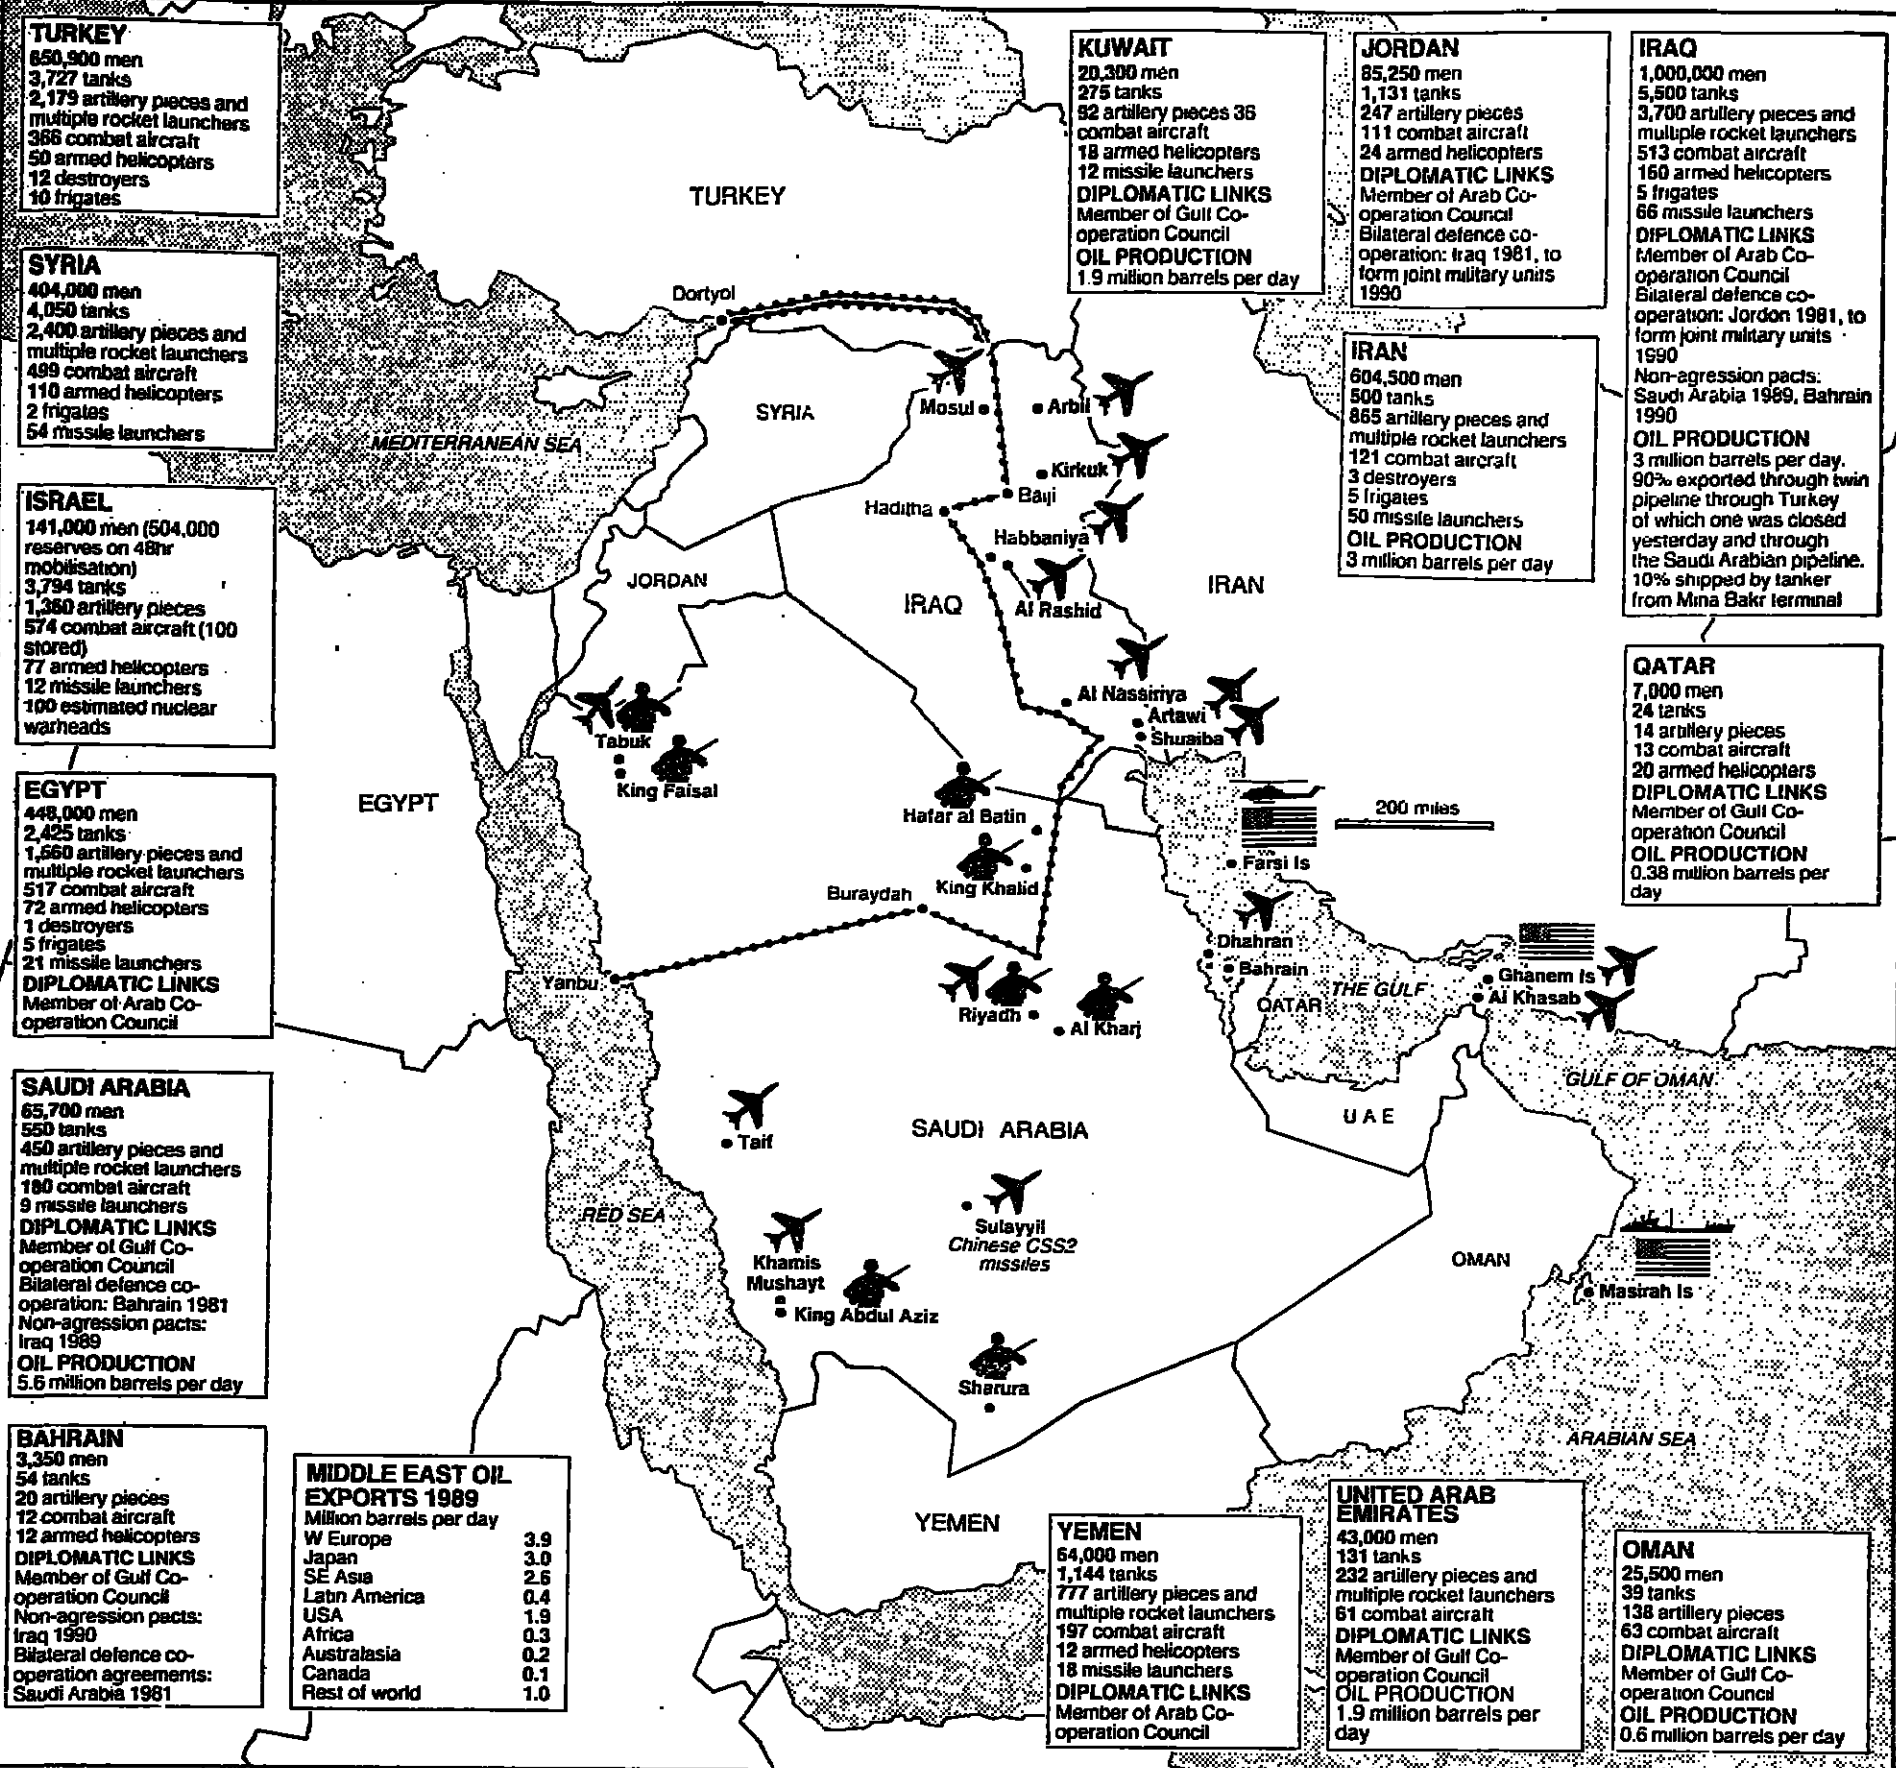 TURKEY
650,900 men
3,727 tanks
2,179 artillery pieces and
multiple rocket launchers
366 combat aircraft
50 armed helicopters
12 destroyers
10 frigates
SYRIA
404,000 men
4,050 tanks
2,400 artillery pieces and
multiple rocket launchers
499 combat aircraft
110 armed helicopters
2 frigates
54 missile launchers
ISRAEL
141,000 men (504,000
reserves on 48hr
mobilisation)
3,794 tanks
1,360 artillery pieces
574 combat aircraft (100
stored)
77 armed helicopters
12 missile launchers
100 estimated nuclear
warheads
EGYPT
448,000 men
2,425 tanks
1,560 artillery pieces and
multiple rocket launchers
517 combat aircraft
72 armed helicopters
1 destroyers
5 frigates
21 missile launchers
DIPLOMATIC LINKS
Member of Arab Co-
operation Council
SAUDI ARABIA
65,700 men
550 tanks
450 artillery pieces and
multiple rocket launchers
180 combat aircraft
9 missile launchers
DIPLOMATIC LINKS
Member of Gulf Co-
operation Council
Bilateral defence co-
operation: Bahrain 1981
Non-agression pacts:
Iraq 1989
OIL PRODUCTION
5.6 million barrels per day
BAHRAIN
3,350 men
54 tanks
20 artillery pieces
12 combat aircraft
12 armed helicopters
DIPLOMATIC LINKS
Member of Gulf Co-
operation Council
Non-agression pacts:
Iraq 1990
Bilateral defence co-
operation agreements:
Saudi Arabia 1981
MIDDLE EAST OIL
EXPORTS 1989
Million barrels per day
W Europe 3.9
Japan 3.0
SE Asia 2.6
Latin America 0.4
USA 1.9
Africa 0.3
Australasia 0.2
Canada 0.1
Rest of world 1.0
KUWAIT
20,300 men
275 tanks
92 artillery pieces 36
combat aircraft
18 armed helicopters
12 missile launchers
DIPLOMATIC LINKS
Member of Gulf Co-
operation Council
OIL PRODUCTION
1.9 million barrels per day
JORDAN
85,250 men
1,131 tanks
247 artillery pieces
111 combat aircraft
24 armed helicopters
DIPLOMATIC LINKS
Member of Arab Co-
operation Council
Bilateral defence co-
operation: Iraq 1981, to
form joint military units
1990
IRAQ
1,000,000 men
5,500 tanks
3,700 artillery pieces and
multiple rocket launchers
513 combat aircraft
160 armed helicopters
5 frigates
66 missile launchers
DIPLOMATIC LINKS
Member of Arab Co-
operation Council
Bilateral defence co-
operation: Jordon 1981, to
form joint military units
1990
Non-agression pacts:
Saudi Arabia 1989, Bahrain
1990
OIL PRODUCTION
3 million barrels per day.
90% exported through twin
pipeline through Turkey
of which one was closed
yesterday and through
the Saudi Arabian pipeline.
10% shipped by tanker
from Mina Bakr terminal
IRAN
604,500 men
500 tanks
865 artillery pieces and
multiple rocket launchers
121 combat aircraft
3 destroyers
5 frigates
50 missile launchers
OIL PRODUCTION
3 million barrels per day
QATAR
7,000 men
24 tanks
14 artillery pieces
13 combat aircraft
20 armed helicopters
DIPLOMATIC LINKS
Member of Gulf Co-
operation Council
OIL PRODUCTION
0.38 million barrels per
day
YEMEN
64,000 men
1,144 tanks
777 artillery pieces and
multiple rocket launchers
197 combat aircraft
12 armed helicopters
18 missile launchers
DIPLOMATIC LINKS
Member of Arab Co-
operation Council
UNITED ARAB
EMIRATES
43,000 men
131 tanks
232 artillery pieces and
multiple rocket launchers
61 combat aircraft
DIPLOMATIC LINKS
Member of Gulf Co-
operation Council
OIL PRODUCTION
1.9 million barrels per
day
OMAN
25,500 men
39 tanks
138 artillery pieces
63 combat aircraft
DIPLOMATIC LINKS
Member of Gulf Co-
operation Council
OIL PRODUCTION
0.6 million barrels per day
TURKEY
Dortyol
SYRIA
MEDITERRANEAN SEA
Mosul
Arbil
Kirkuk
Baiji
Haditha
Habbaniya
JORDAN
IRAQ
Al Rashid
IRAN
Al Nassiriya
Artawi
Shuaiba
Tabuk
King Faisal
EGYPT
Hafar al Batin
200 miles
Farsi Is
King Khalid
Buraydah
Dhahran
Bahrain
Yanbu
THE GULF
QATAR
Ghanem Is
Al Khasab
Riyadh
Al Kharj
GULF OF OMAN
UAE
SAUDI ARABIA
Taif
RED SEA
Sulayyil
Chinese CSS2
missiles
Khamis
Mushayt
King Abdul Aziz
OMAN
Masirah Is
Sharura
ARABIAN SEA
YEMEN